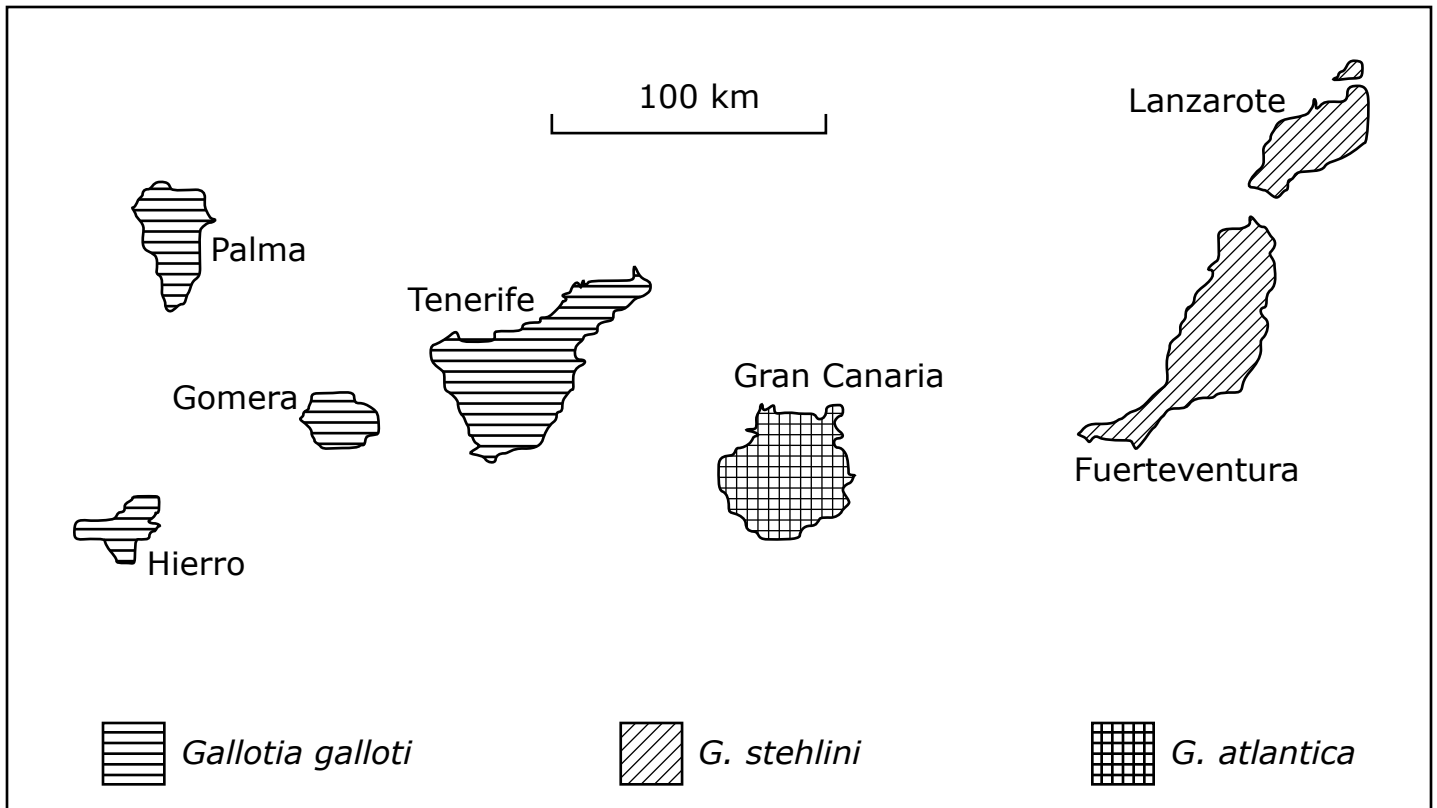 100 km
Lanzarote
Palma
Tenerife
Gomera
Gran Canaria
Fuerteventura
Hierro
Gallotia galloti
G. stehlini
G. atlantica